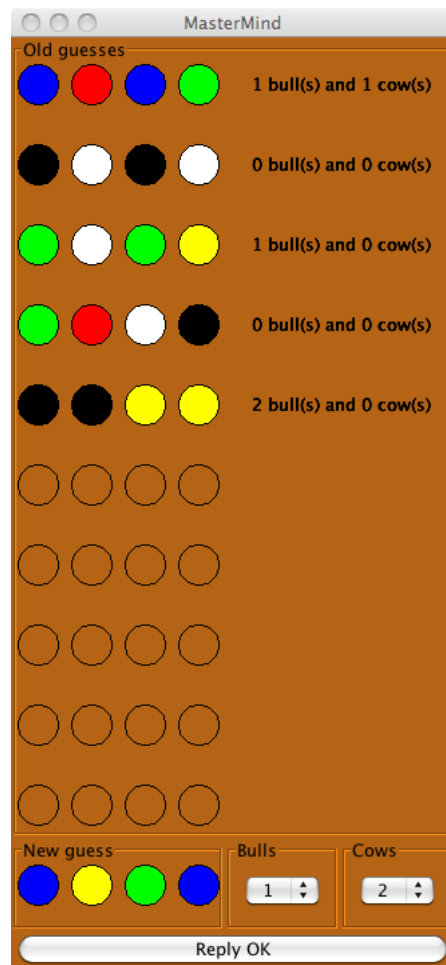 MasterMind
Old guesses
1 bull(s) and 1 cow(s)
0 bull(s) and 0 cow(s)
1 bull(s) and 0 cow(s)
0 bull(s) and 0 cow(s)
2 bull(s) and 0 cow(s)
New guess Bulls Cows
1 2
Reply OK